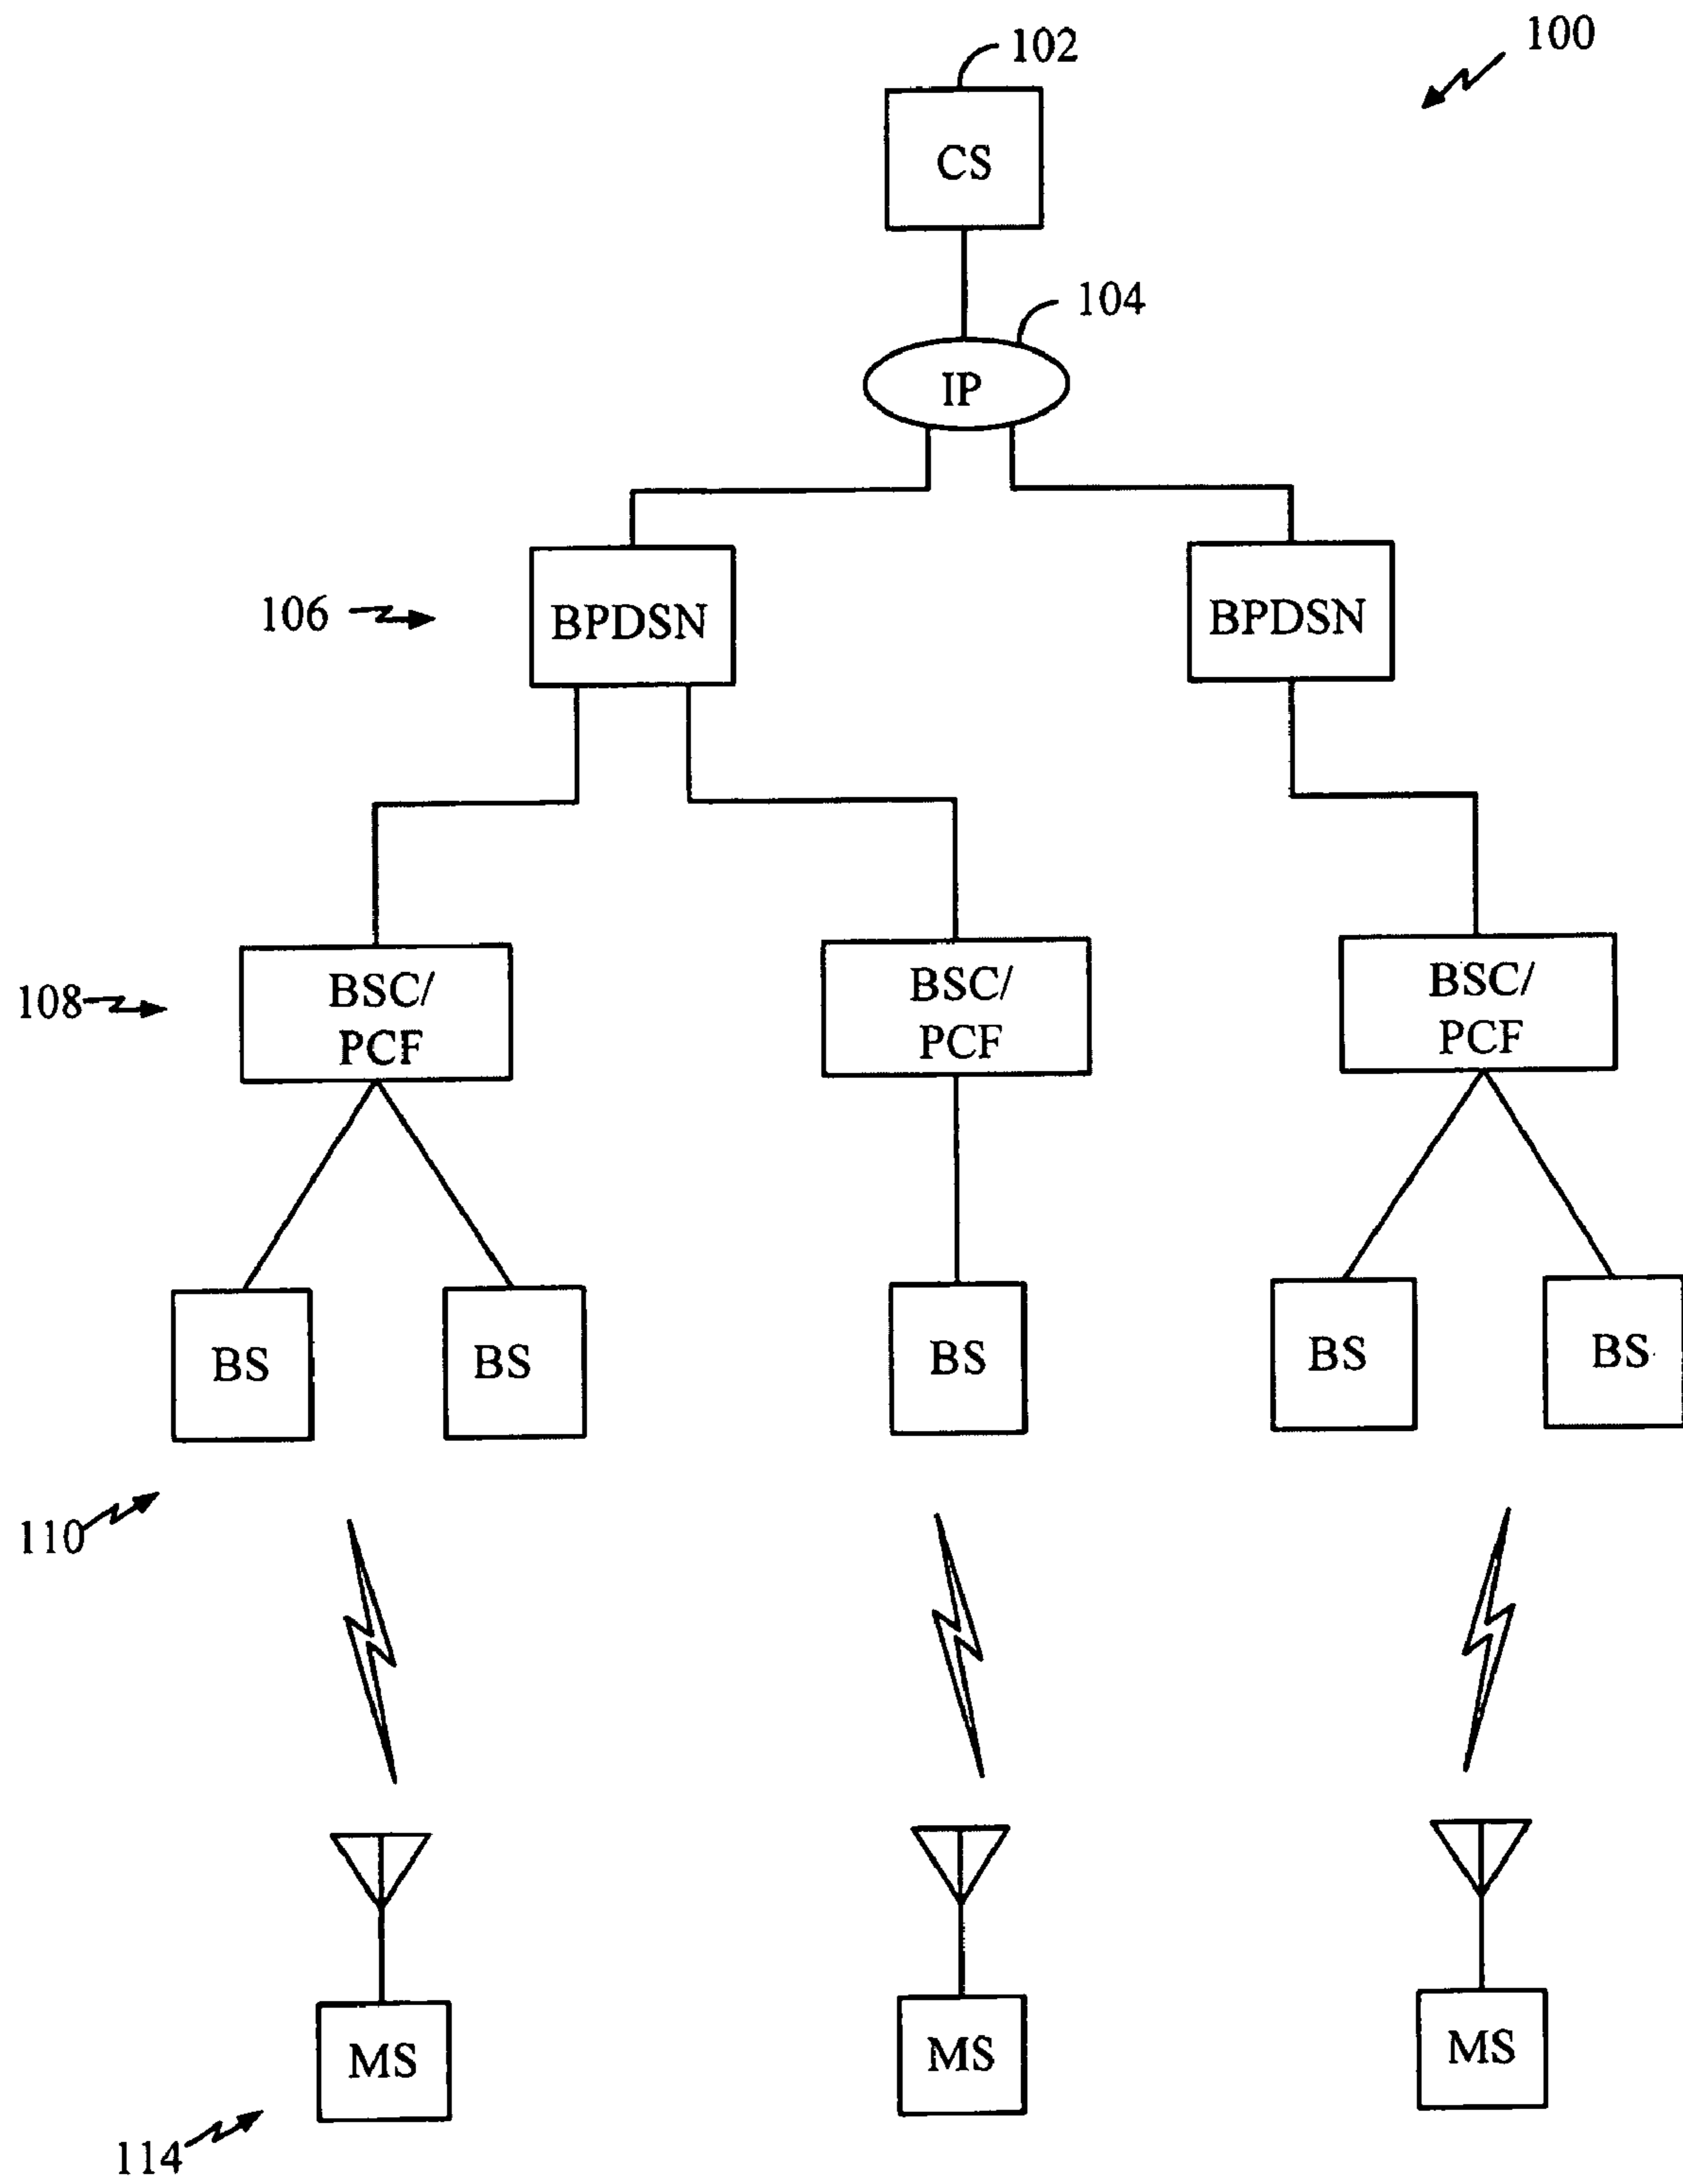 100
102
CS
104
IP
106
BPDSN
BPDSN
108
BSC/
PCF
BSC/
PCF
BSC/
PCF
BS
BS
BS
BS
BS
110
MS
MS
MS
114